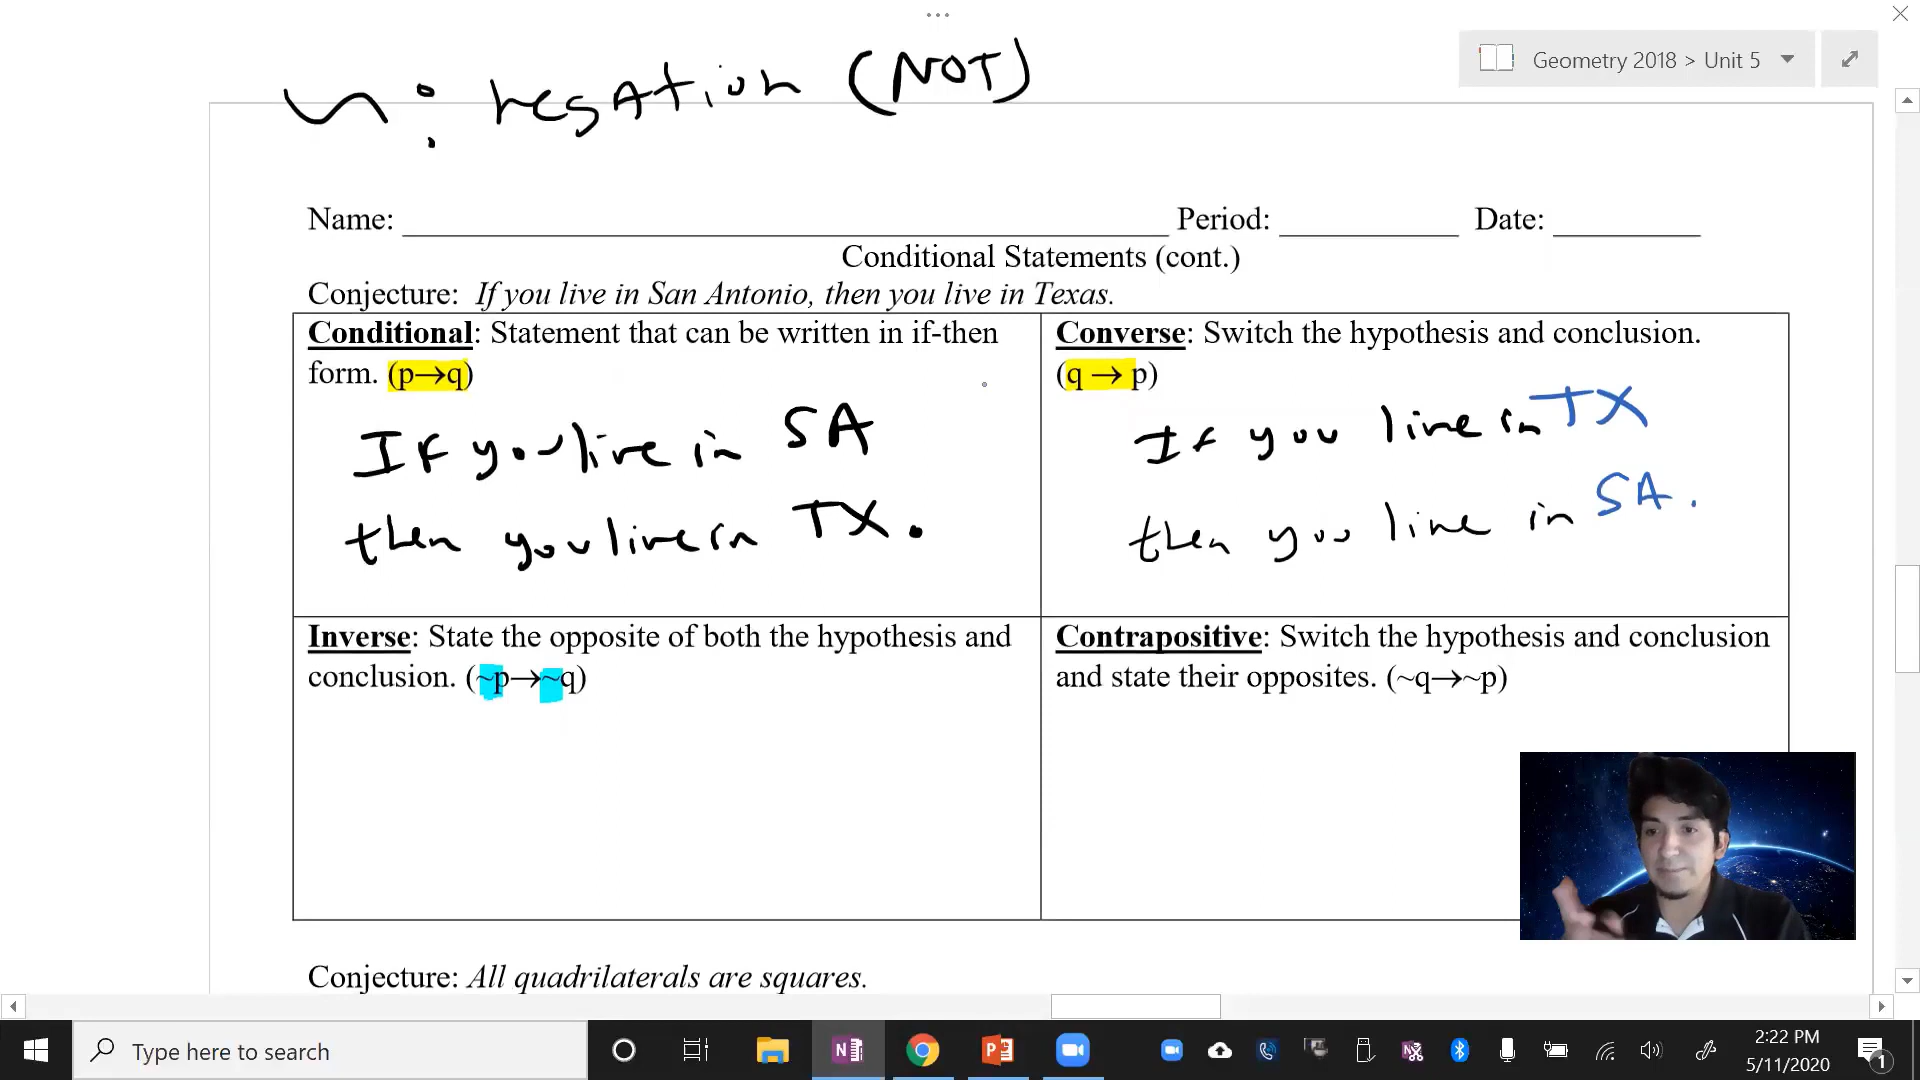 Geometry 2018 > Unit 5
~: negation (NOT)
Name: Period: Date:
Conditional Statements (cont.)
Conjecture: If you live in San Antonio, then you live in Texas.
Conditional: Statement that can be written in if-then
form. (p→q)
If you live in SA
then you live in TX.
Converse: Switch the hypothesis and conclusion.
(q → p)
If you live in TX
then you live in SA.
Inverse: State the opposite of both the hypothesis and
conclusion. (~p→~q)
Contrapositive: Switch the hypothesis and conclusion
and state their opposites. (~q→~p)
Conjecture: All quadrilaterals are squares.
Type here to search
2:22 PM
5/11/2020
1